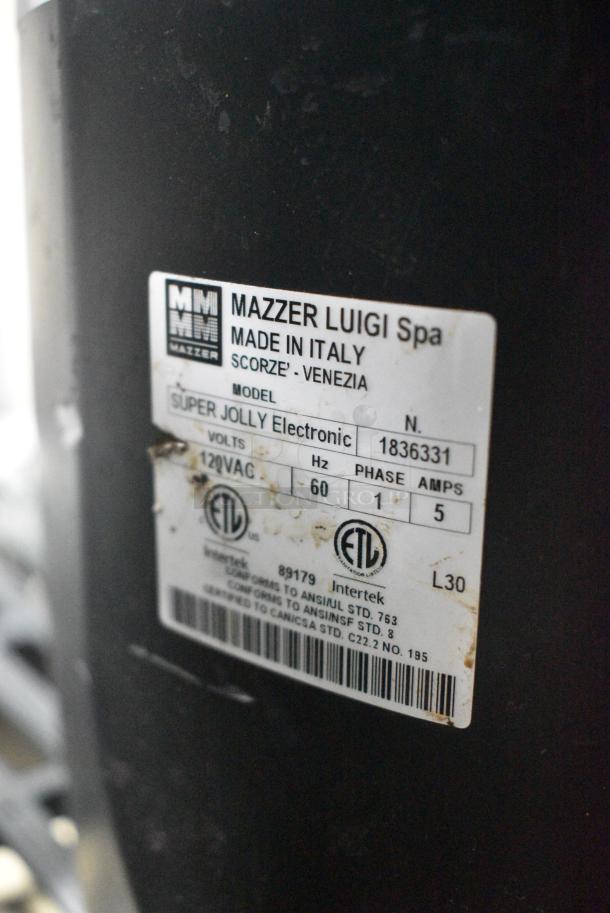 MAZZER
MAZZER LUIGI Spa
MADE IN ITALY
SCORZE' - VENEZIA
MODEL N.
SUPER JOLLY Electronic 1836331
VOLTS Hz PHASE AMPS
120VAC 60 1 5
ETL US ETL
Intertek 89179 Intertek L30
CONFORMS TO ANSI/UL STD. 763
CONFORMS TO ANSI/NSF STD. 8
CERTIFIED TO CAN/CSA STD. C22.2 NO. 195